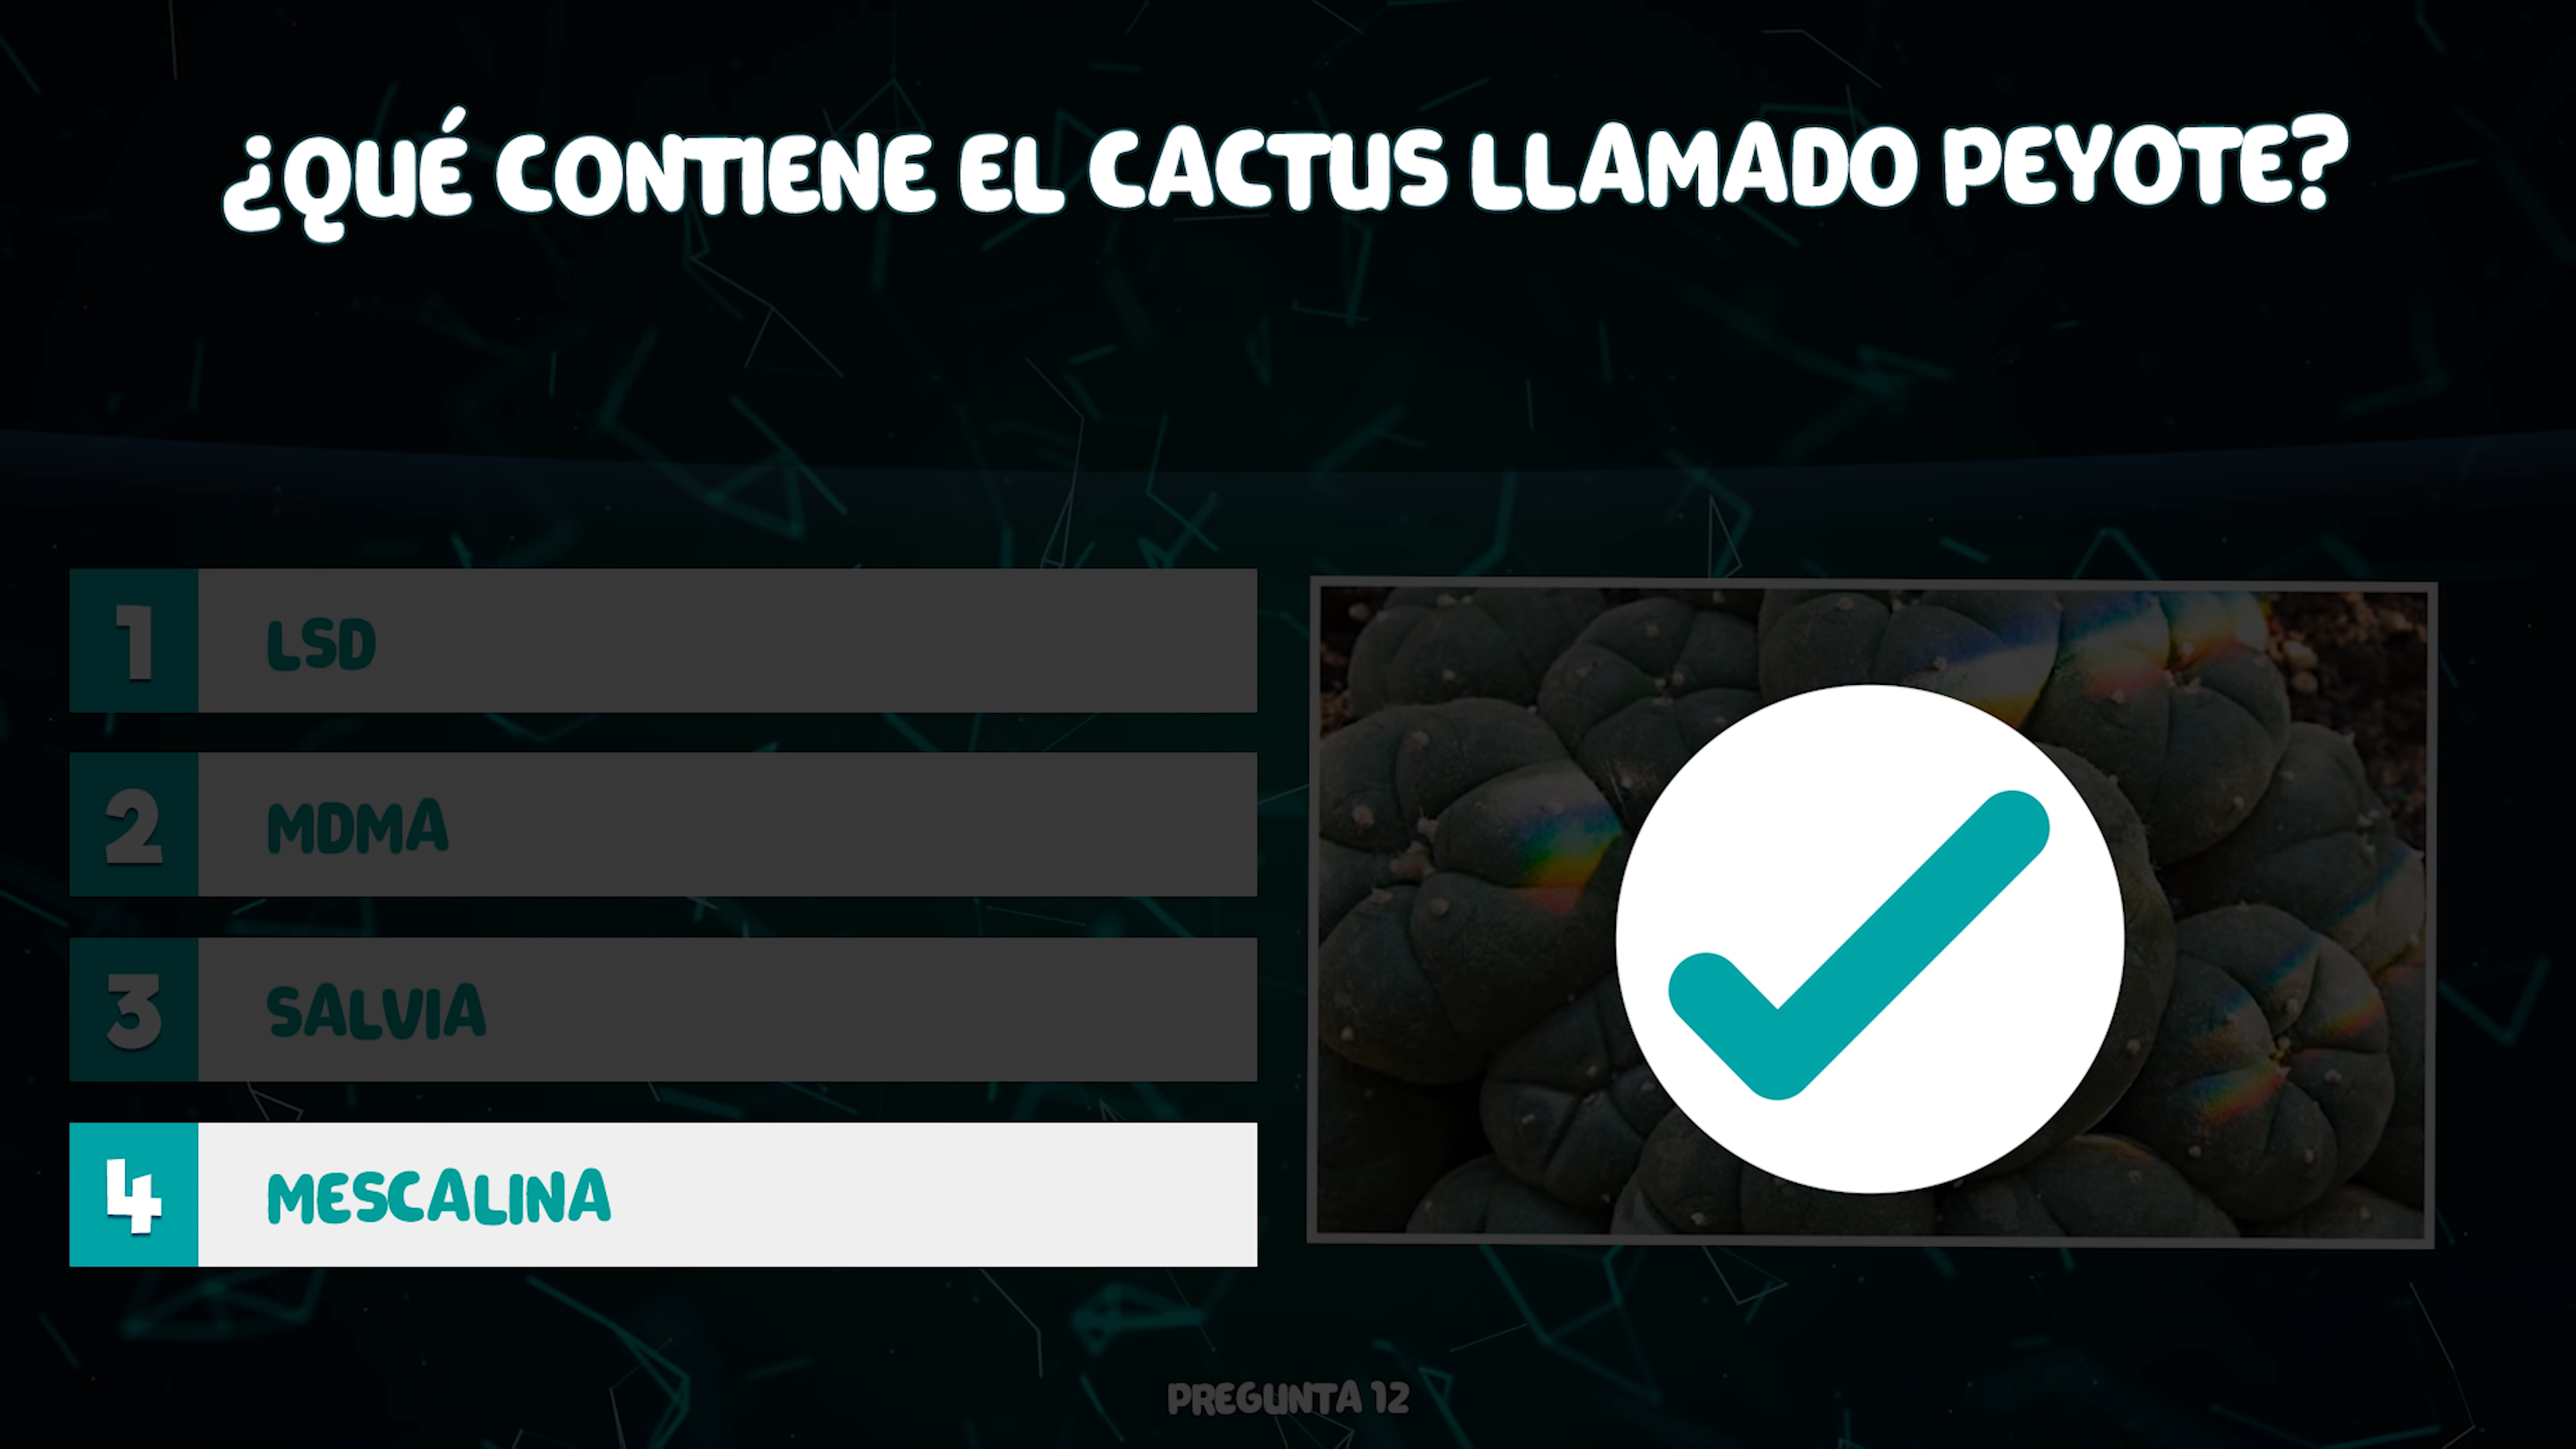 ¿QUÉ CONTIENE EL CACTUS LLAMADO PEYOTE?
1 LSD
2 MDMA
3 SALVIA
4 MESCALINA
PREGUNTA 12